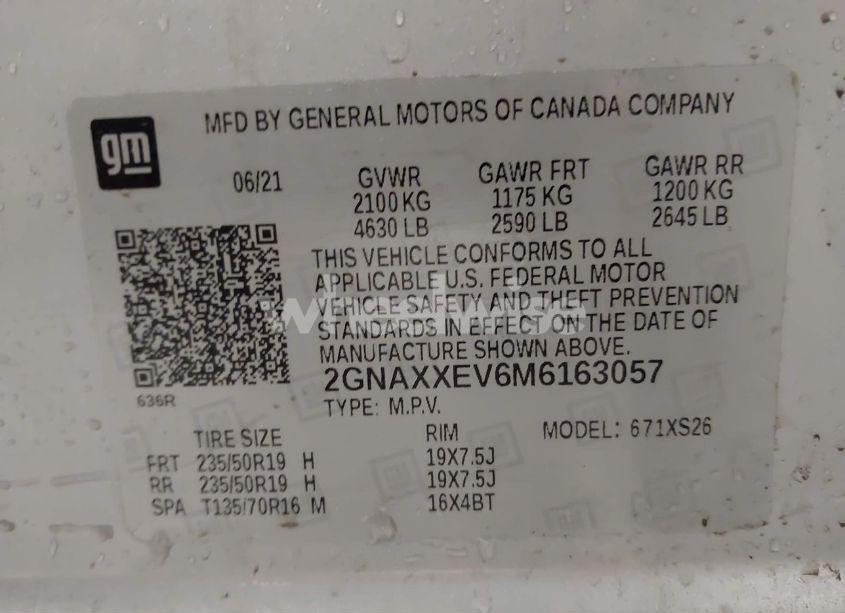 gm
MFD BY GENERAL MOTORS OF CANADA COMPANY
06/21 GVWR GAWR FRT GAWR RR
2100 KG 1175 KG 1200 KG
4630 LB 2590 LB 2645 LB
THIS VEHICLE CONFORMS TO ALL
APPLICABLE U.S. FEDERAL MOTOR
VEHICLE SAFETY AND THEFT PREVENTION
STANDARDS IN EFFECT ON THE DATE OF
MANUFACTURE SHOWN ABOVE.
2GNAXXEV6M6163057
636R
TYPE: M.P.V.
TIRE SIZE RIM MODEL: 671XS26
FRT 235/50R19 H 19X7.5J
RR 235/50R19 H 19X7.5J
SPA T135/70R16 M 16X4BT